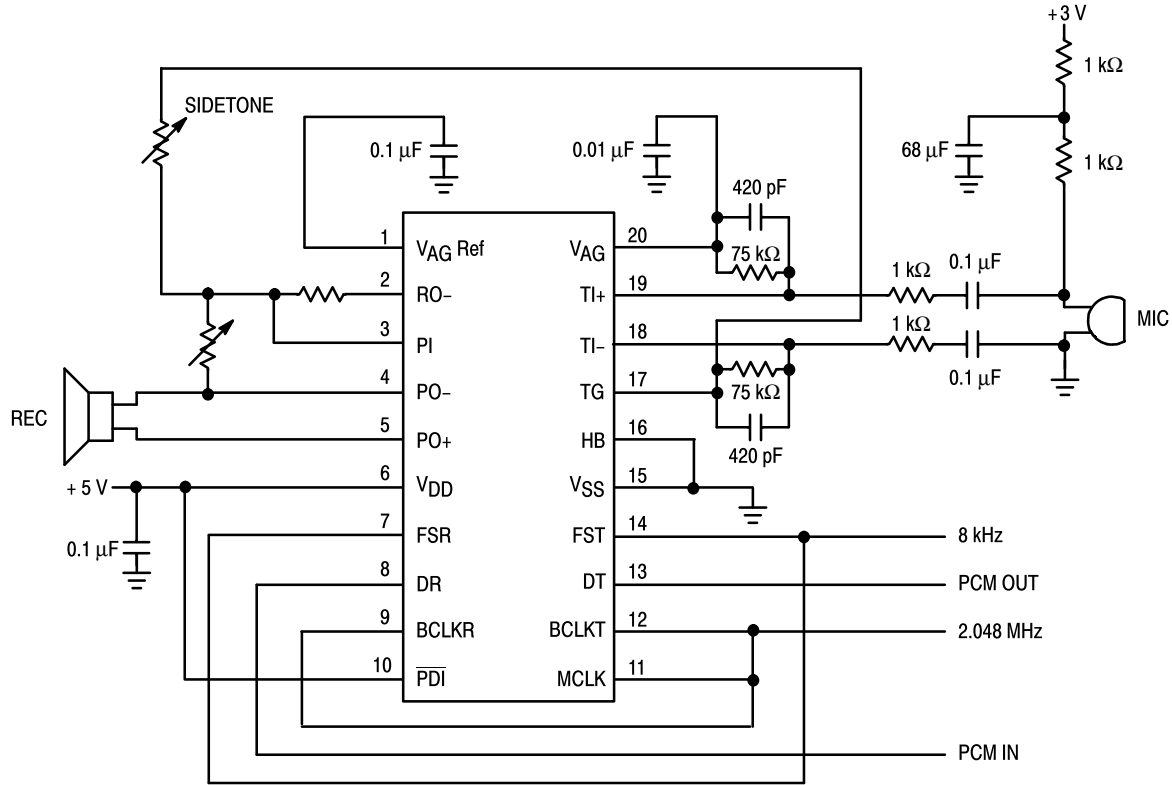 +3 V
1 kΩ
SIDETONE
0.1 μF
0.01 μF
68 μF
1 kΩ
420 pF
1
V_AG Ref
V_AG
20
75 kΩ
1 kΩ
0.1 μF
2
RO–
TI+
19
1 kΩ
MIC
3
PI
TI–
18
0.1 μF
4
PO–
TG
17
75 kΩ
REC
5
PO+
HB
16
420 pF
+ 5 V
6
V_DD
V_SS
15
7
FSR
FST
14
8 kHz
0.1 μF
8
DR
DT
13
PCM OUT
9
BCLKR
BCLKT
12
2.048 MHz
10
PDI
MCLK
11
PCM IN